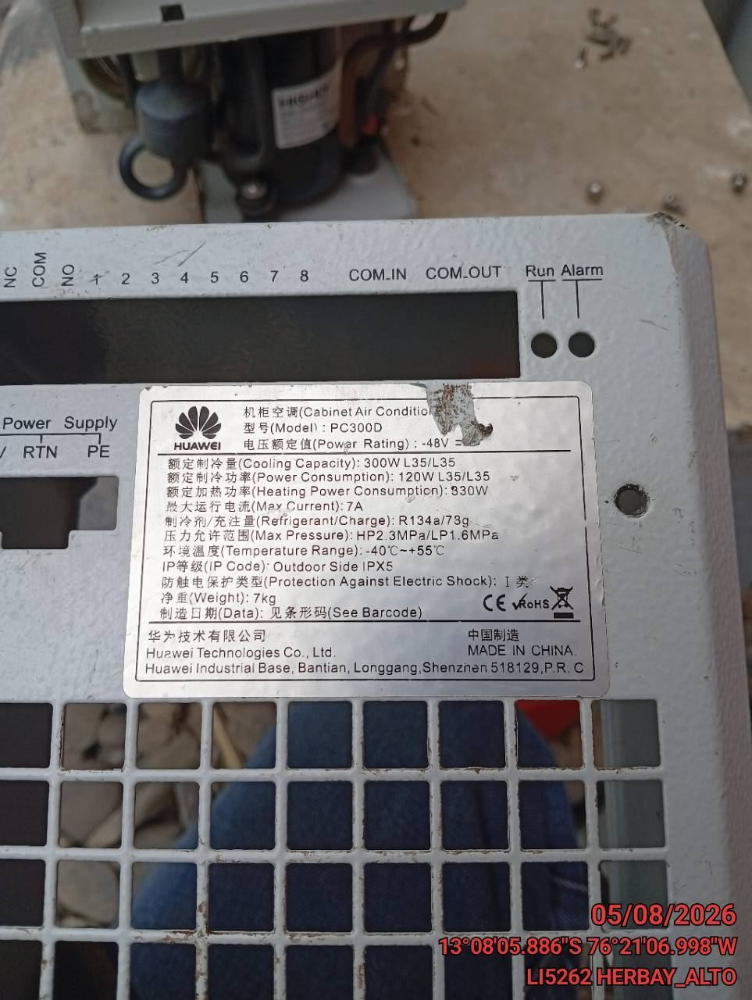 NC COM NO 1 2 3 4 5 6 7 8 COM_IN COM_OUT Run Alarm
Power Supply
RTN PE
HUAWEI
机柜空调(Cabinet Air Conditio
型号(Model) : PC300D
电压额定值(Power Rating) : -48V
额定制冷量(Cooling Capacity): 300W L35/L35
额定制冷功率(Power Consumption): 120W L35/L35
额定加热功率(Heating Power Consumption): 330W
最大运行电流(Max Current): 7A
制冷剂/充注量(Refrigerant/Charge): R134a/73g
压力允许范围(Max Pressure): HP2.3MPa/LP1.6MPa
环境温度(Temperature Range): -40℃~+55℃
IP等级(IP Code): Outdoor Side IPX5
防触电保护类型(Protection Against Electric Shock): I 类
净重(Weight): 7kg
制造日期(Data): 见条形码(See Barcode)
CE RoHS
华为技术有限公司
Huawei Technologies Co., Ltd.
中国制造
MADE IN CHINA.
Huawei Industrial Base, Bantian, Longgang,Shenzhen 518129,P.R. C
05/08/2026
13°08'05.886"S 76°21'06.998"W
LI5262 HERBAY_ALTO